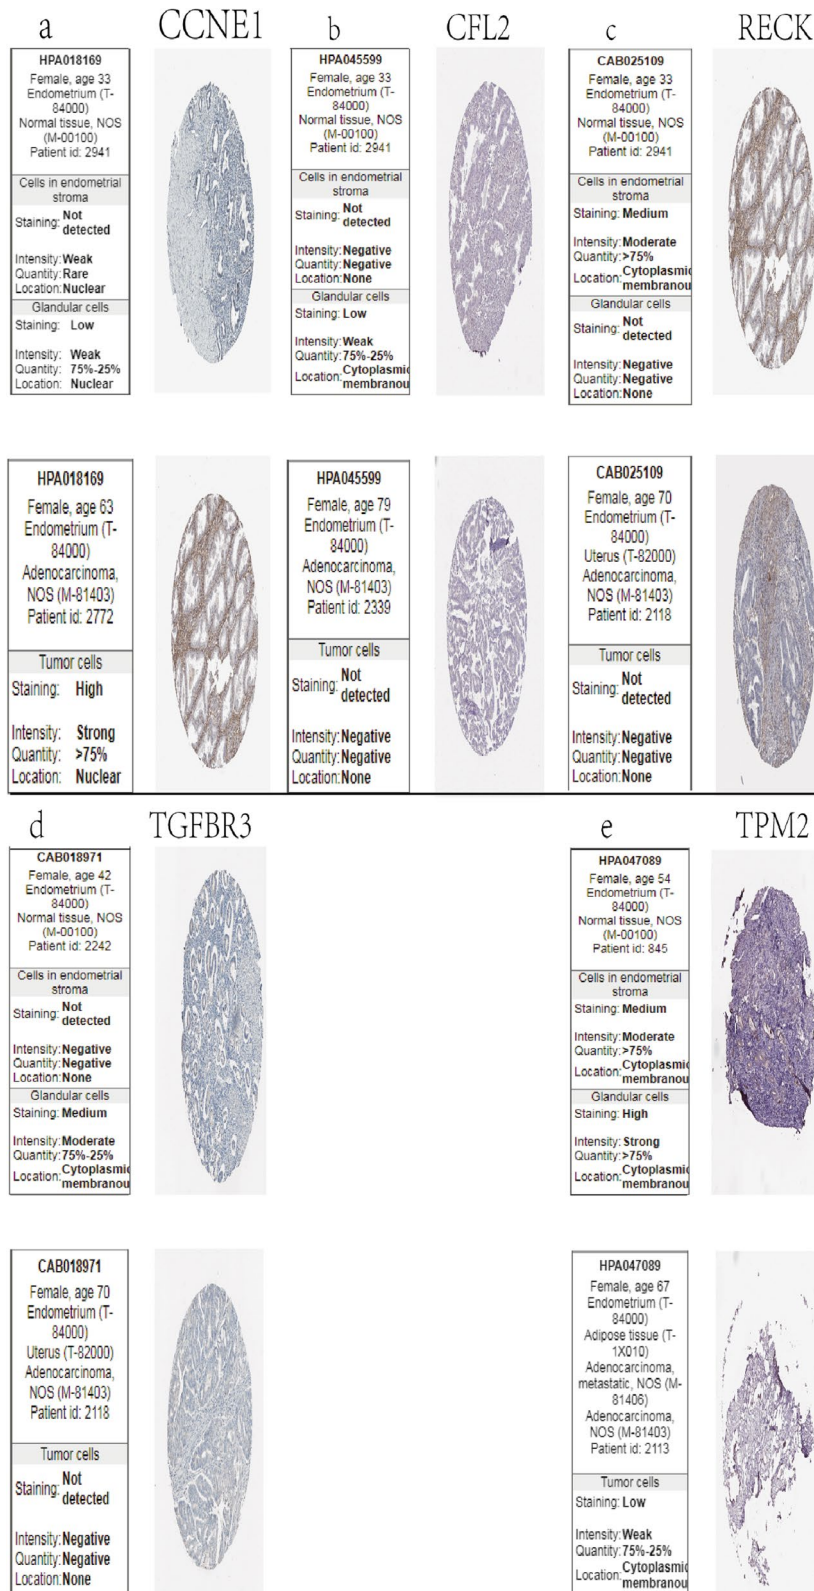 a
CCNE1
HPA018169
Female, age 33
Endometrium (T-
84000)
Normal tissue, NOS
(M-00100)
Patient id: 2941
Cells in endometrial
stroma
Staining: Not
detected
Intensity: Weak
Quantity: Rare
Location: Nuclear
Glandular cells
Staining: Low
Intensity: Weak
Quantity: 75%-25%
Location: Nuclear
b
CFL2
HPA045599
Female, age 33
Endometrium (T-
84000)
Normal tissue, NOS
(M-00100)
Patient id: 2941
Cells in endometrial
stroma
Staining: Not
detected
Intensity: Negative
Quantity: Negative
Location: None
Glandular cells
Staining: Low
Intensity: Weak
Quantity: 75%-25%
Location: Cytoplasmic
membranou
c
RECK
CAB025109
Female, age 33
Endometrium (T-
84000)
Normal tissue, NOS
(M-00100)
Patient id: 2941
Cells in endometrial
stroma
Staining: Medium
Intensity: Moderate
Quantity: >75%
Location: Cytoplasmic
membranou
Glandular cells
Staining: Not
detected
Intensity: Negative
Quantity: Negative
Location: None
HPA018169
Female, age 63
Endometrium (T-
84000)
Adenocarcinoma,
NOS (M-81403)
Patient id: 2772
Tumor cells
Staining: High
Intensity: Strong
Quantity: >75%
Location: Nuclear
HPA045599
Female, age 79
Endometrium (T-
84000)
Adenocarcinoma,
NOS (M-81403)
Patient id: 2339
Tumor cells
Staining: Not
detected
Intensity: Negative
Quantity: Negative
Location: None
CAB025109
Female, age 70
Endometrium (T-
84000)
Uterus (T-82000)
Adenocarcinoma,
NOS (M-81403)
Patient id: 2118
Tumor cells
Staining: Not
detected
Intensity: Negative
Quantity: Negative
Location: None
d
TGFBR3
CAB018971
Female, age 42
Endometrium (T-
84000)
Normal tissue, NOS
(M-00100)
Patient id: 2242
Cells in endometrial
stroma
Staining: Not
detected
Intensity: Negative
Quantity: Negative
Location: None
Glandular cells
Staining: Medium
Intensity: Moderate
Quantity: 75%-25%
Location: Cytoplasmic
membranou
e
TPM2
HPA047089
Female, age 54
Endometrium (T-
84000)
Normal tissue, NOS
(M-00100)
Patient id: 845
Cells in endometrial
stroma
Staining: Medium
Intensity: Moderate
Quantity: >75%
Location: Cytoplasmic
membranou
Glandular cells
Staining: High
Intensity: Strong
Quantity: >75%
Location: Cytoplasmic
membranou
CAB018971
Female, age 70
Endometrium (T-
84000)
Uterus (T-82000)
Adenocarcinoma,
NOS (M-81403)
Patient id: 2118
Tumor cells
Staining: Not
detected
Intensity: Negative
Quantity: Negative
Location: None
HPA047089
Female, age 67
Endometrium (T-
84000)
Adipose tissue (T-
1X010)
Adenocarcinoma,
metastatic, NOS (M-
81406)
Adenocarcinoma,
NOS (M-81403)
Patient id: 2113
Tumor cells
Staining: Low
Intensity: Weak
Quantity: 75%-25%
Location: Cytoplasmic
membranou